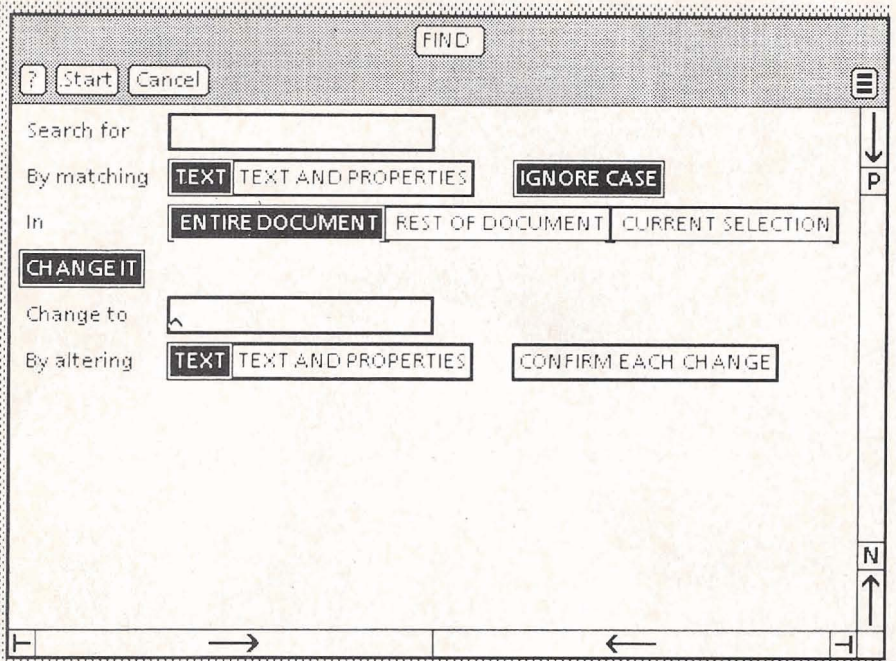 FIND
? Start Cancel
Search for
By matching TEXT TEXT AND PROPERTIES IGNORE CASE
P
In ENTIRE DOCUMENT REST OF DOCUMENT CURRENT SELECTION
CHANGE IT
Change to
By altering TEXT TEXT AND PROPERTIES CONFIRM EACH CHANGE
N